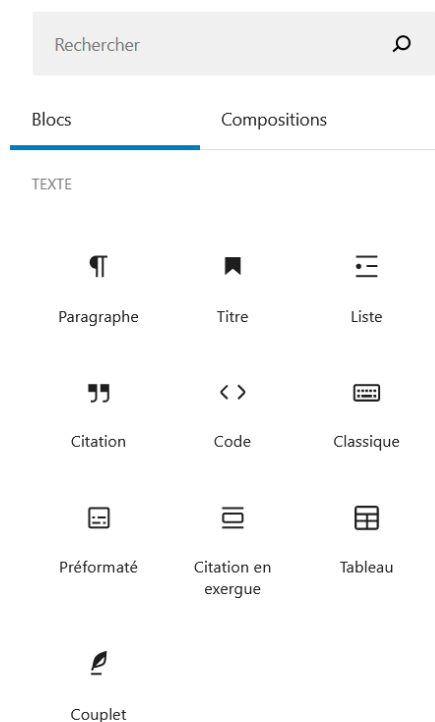 Rechercher
Blocs Compositions
TEXTE
Paragraphe Titre Liste
Citation Code Classique
Préformaté Citation en Tableau
exergue
Couplet